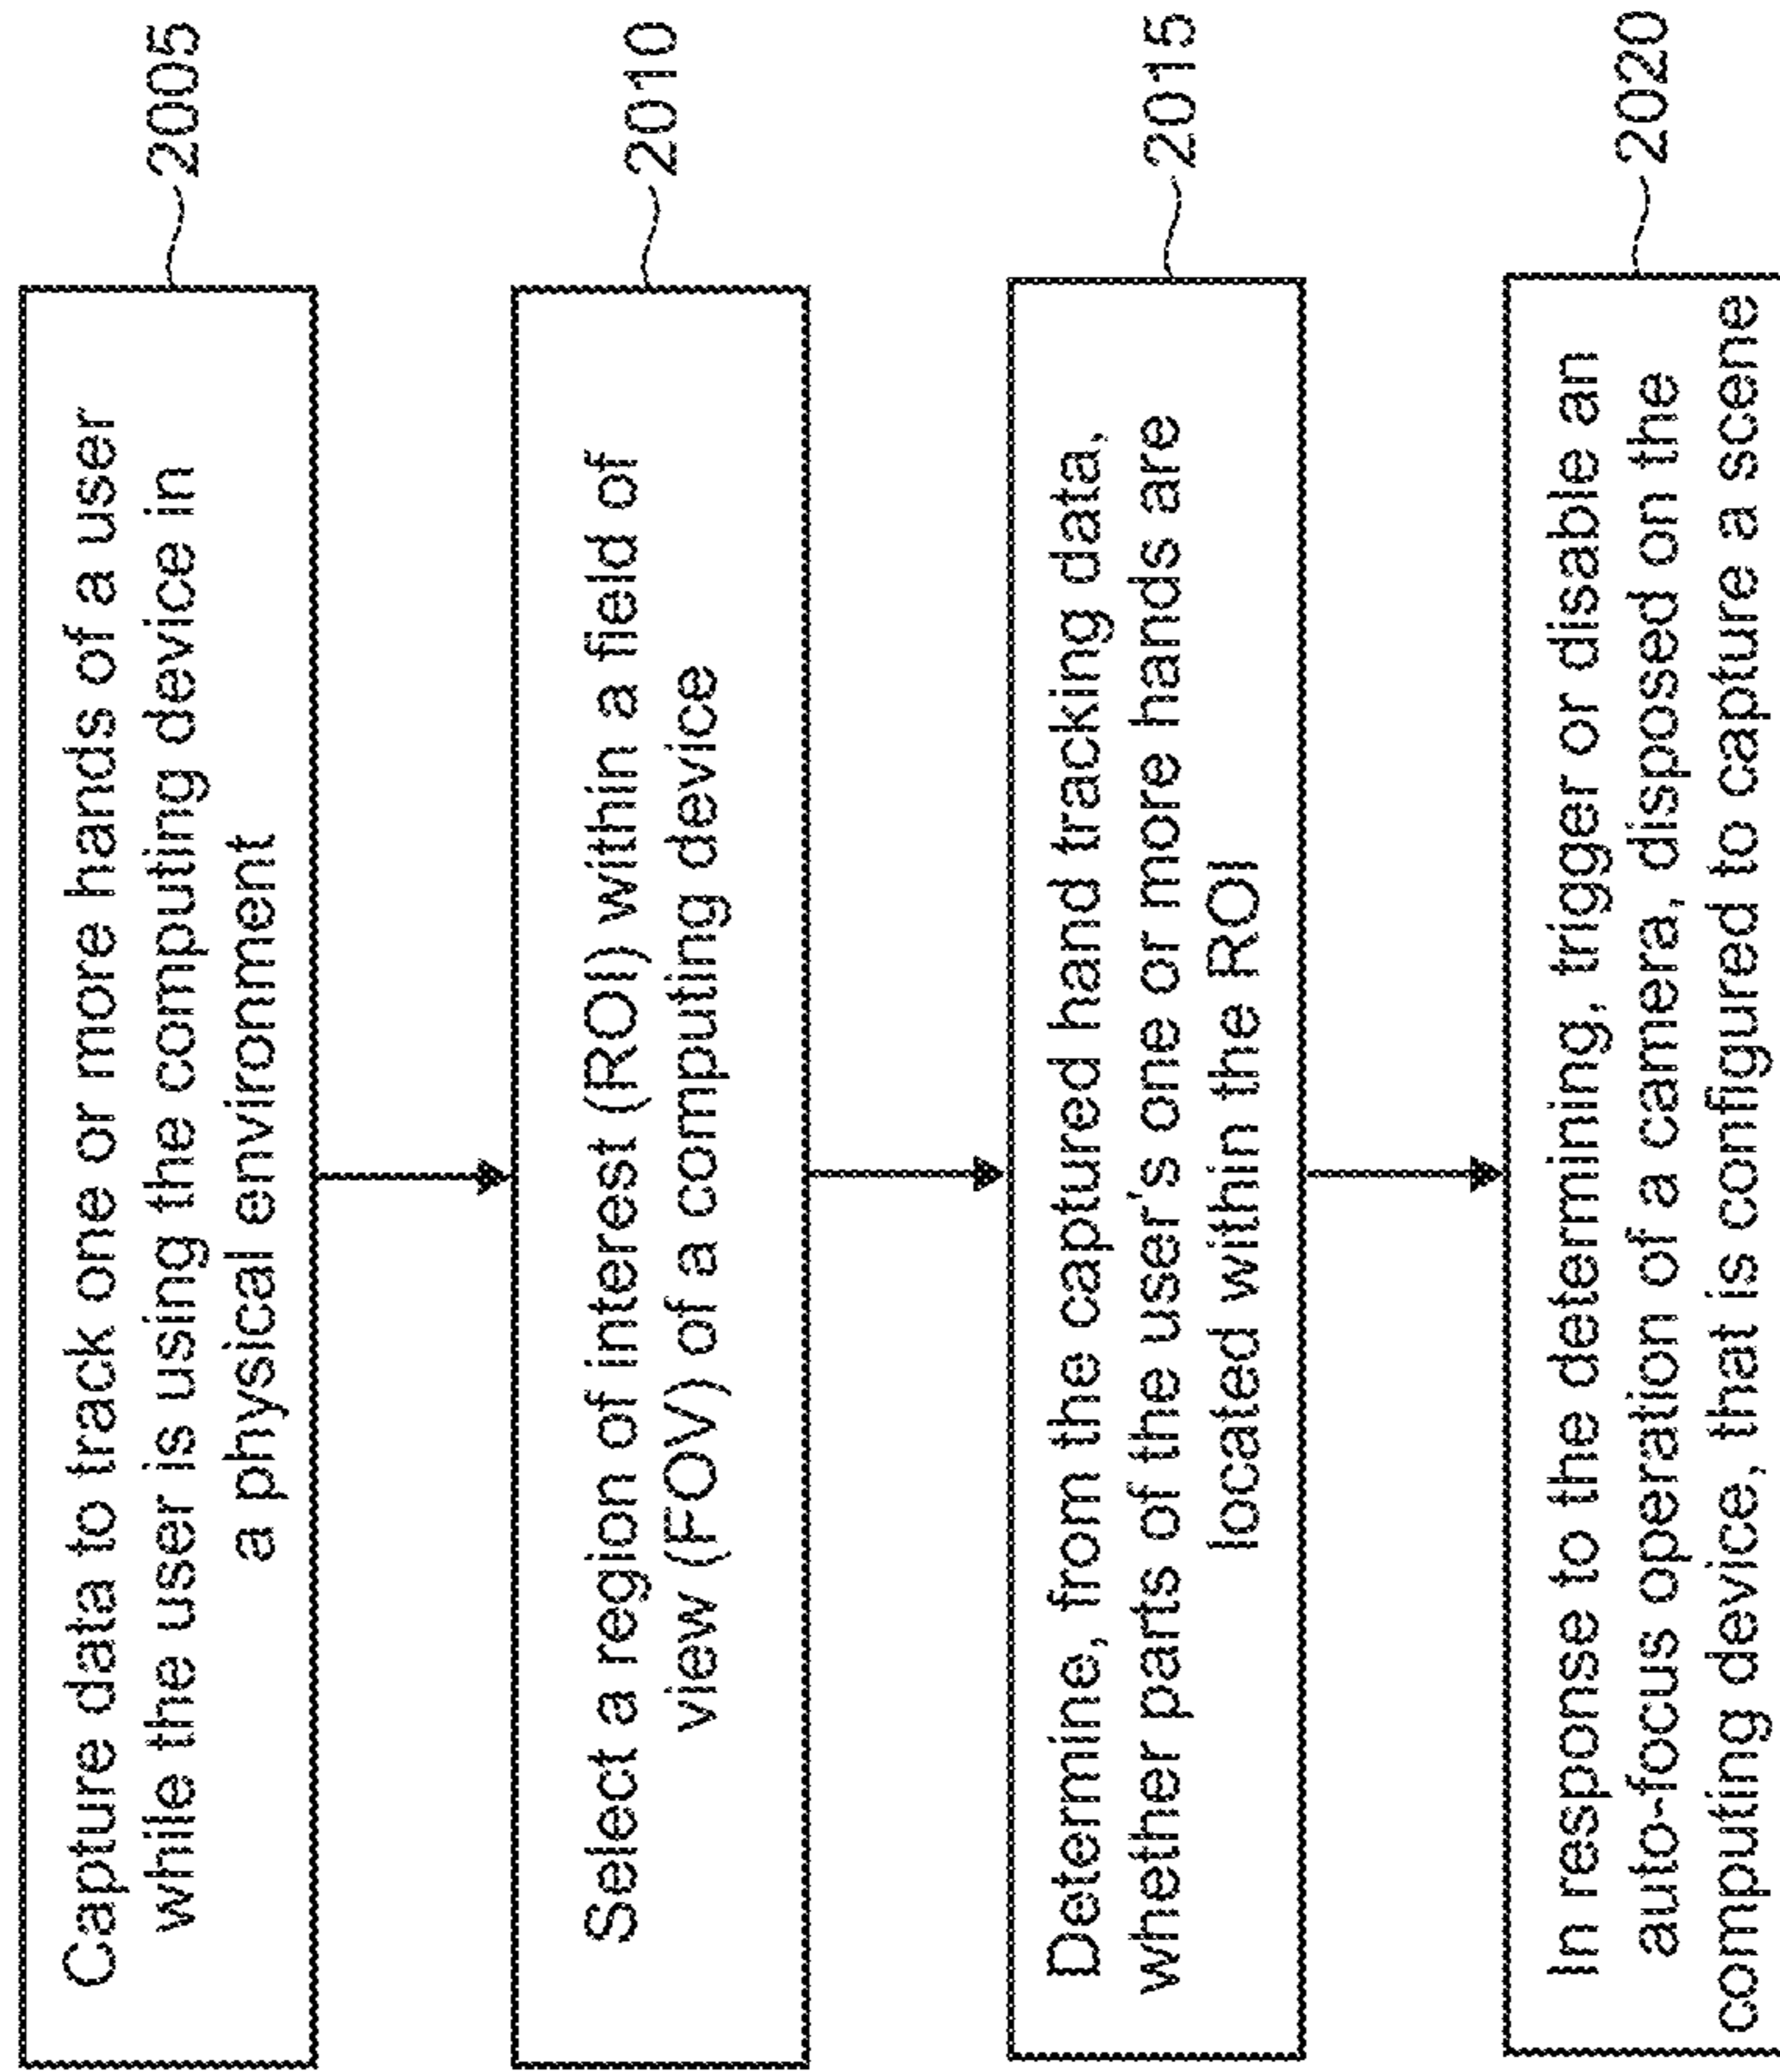 Capture data to track one or more hands of a user
while the user is using the computing device in
a physical environment
2005
Select a region of interest (ROI) within a field of
view (FOV) of a computing device
2010
Determine, from the captured hand tracking data,
whether parts of the user's one or more hands are
located within the ROI
2015
In response to the determining, trigger or disable an
auto-focus operation of a camera, disposed on the
computing device, that is configured to capture a scene
2020